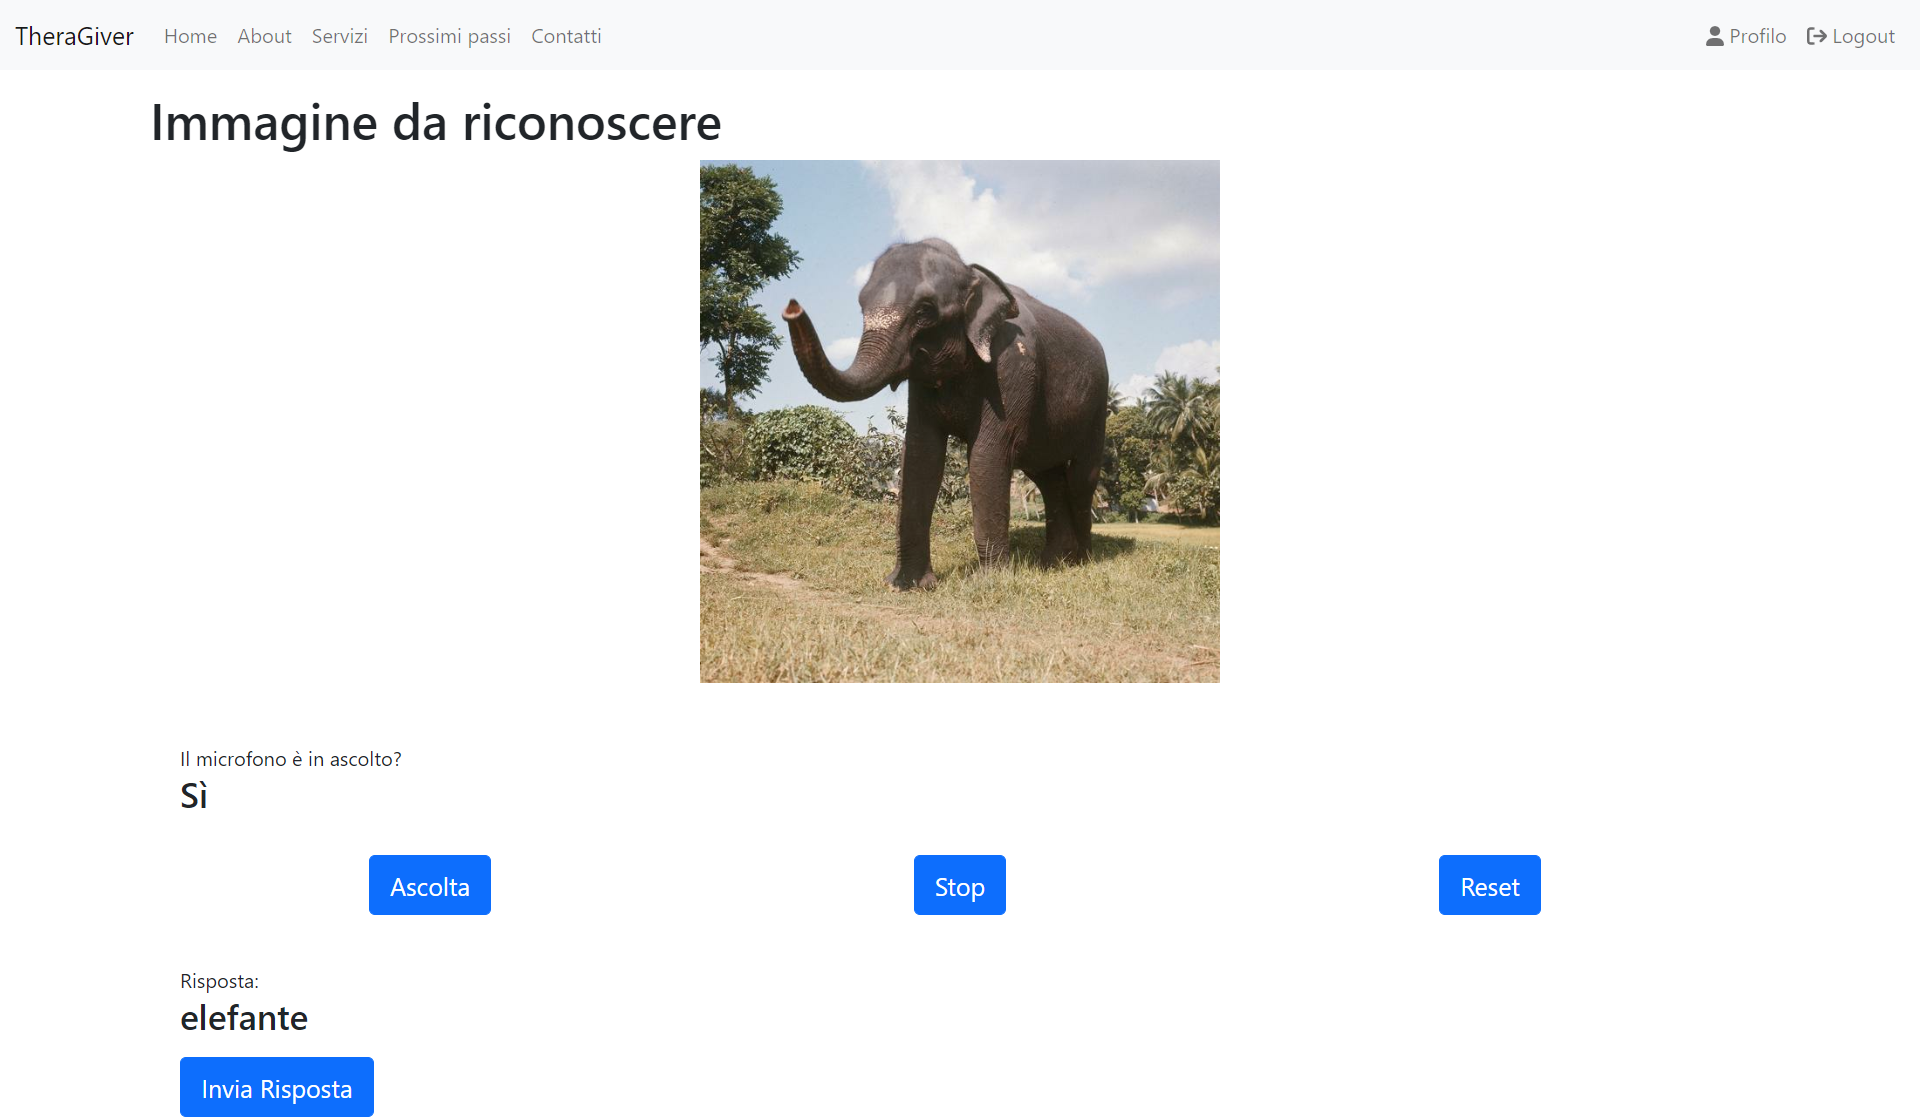 TheraGiver Home About Servizi Prossimi passi Contatti Profilo Logout
Immagine da riconoscere
Il microfono è in ascolto?
Sì
Ascolta Stop Reset
Risposta:
elefante
Invia Risposta